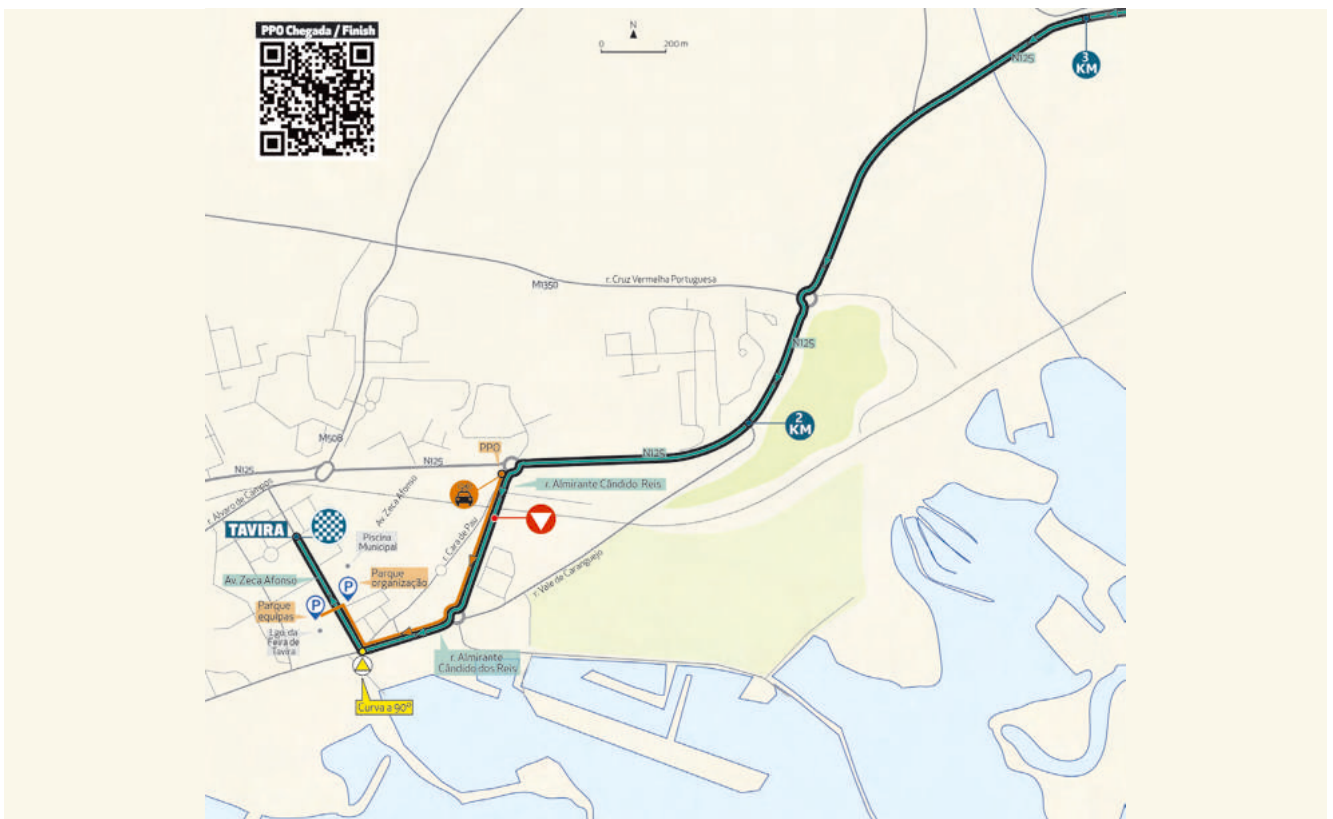 PPO Chegada / Finish
N
0 200 m
3
KM
N125
r. Cruz Vermelha Portuguesa
M1350
N125
2
KM
M508
PPO
N125
N125
N125
r. Álvaro de Campos
Av. Zeca Afonso
r. Almirante Cândido Reis
TAVIRA
Piscina
Municipal
r. Cara de Pau
Av. Zeca Afonso
P
Parque
organização
r. Vale de Caranguejo
Parque
equipas
P
Lgo. da
Feira de
Tavira
r. Almirante
Cândido dos Reis
Curva a 90º